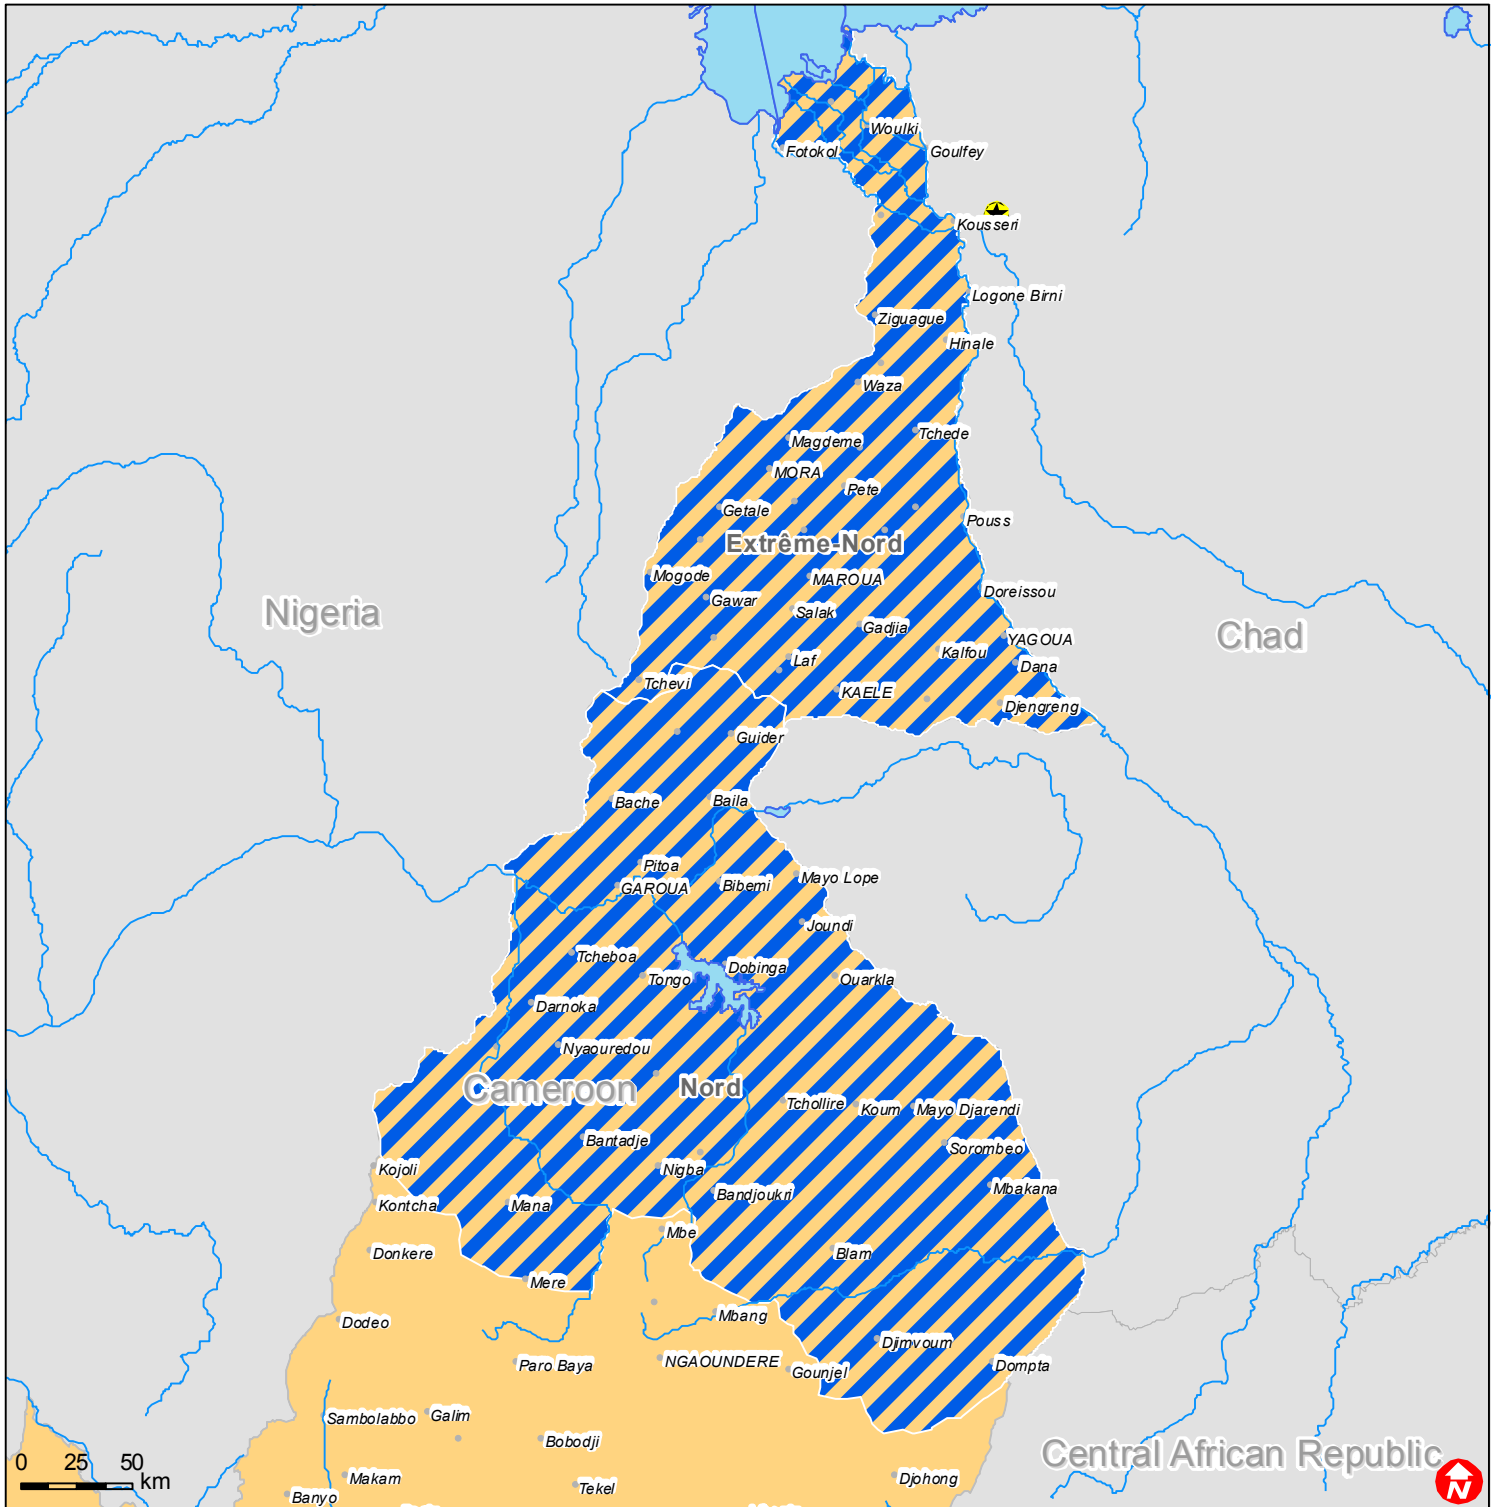 Woulki
Fotokol
Goulfey
Kousseri
Logone Birni
Ziguague
Hinale
Waza
Magdeme
Tchede
MORA
Pete
Getale
Pouss
Extrême-Nord
Mogode
MAROUA
Doreissou
Gawar
Salak
Nigeria
Gadjia
Chad
YAGOUA
Kalfou
Laf
Dana
Tchevi
KAELE
Djengreng
Guider
Bache
Baila
Pitoa
GAROUA
Bibemi
Mayo Lope
Joundi
Tcheboa
Dobinga
Tongo
Ouarkla
Darnoka
Nyaouredou
Cameroon
Nord
Tchollire
Koum
Mayo Djarendi
Bantadje
Sorombeo
Kojoli
Nigba
Mbakana
Bandjoukri
Kontcha
Mana
Mbe
Donkere
Blam
Mere
Mbang
Dodeo
Djimvoum
Paro Baya
NGAOUNDERE
Gounjel
Dompta
Sambolabbo
Galim
Bobodji
Central African Republic
0 25 50
km
Makam
Tekel
Djohong
Banyo
N